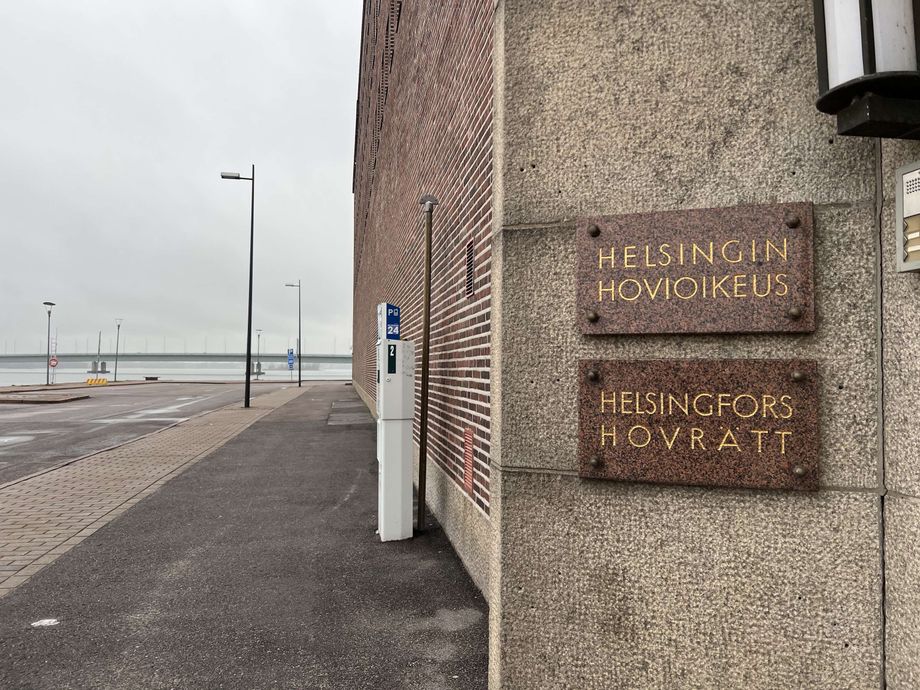 HELSINGIN
HOVIOIKEUS
HELSINGFORS
HOVRÄTT
P
24
2